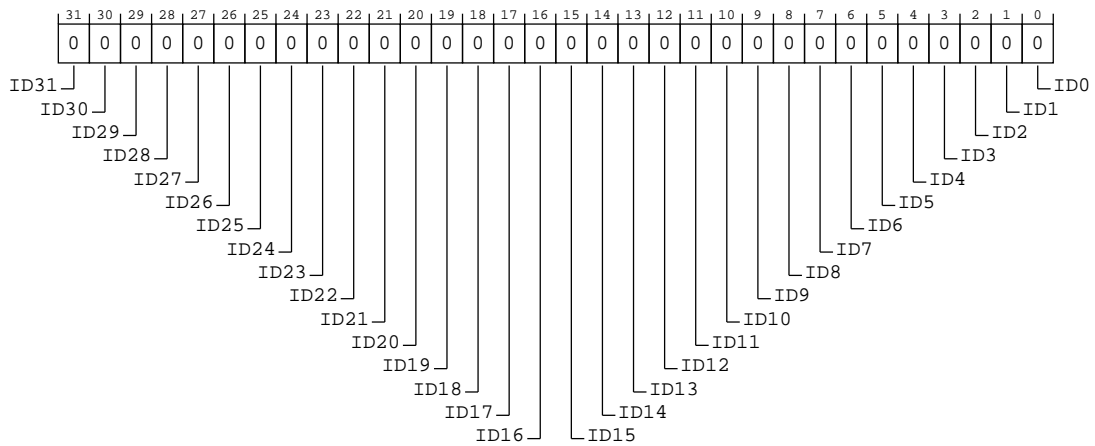 31 30 29 28 27 26 25 24 23 22 21 20 19 18 17 16 15 14 13 12 11 10 9 8 7 6 5 4 3 2 1 0
0 0 0 0 0 0 0 0 0 0 0 0 0 0 0 0 0 0 0 0 0 0 0 0 0 0 0 0 0 0 0 0
ID31 ID0
ID30 ID1
ID29 ID2
ID28 ID3
ID27 ID4
ID26 ID5
ID25 ID6
ID24 ID7
ID23 ID8
ID22 ID9
ID21 ID10
ID20 ID11
ID19 ID12
ID18 ID13
ID17 ID14
ID16 ID15